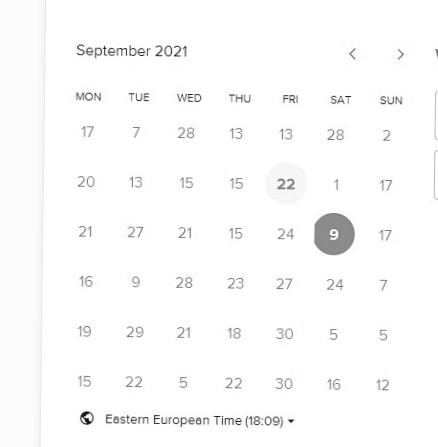 September 2021
MON TUE WED THU FRI SAT SUN
17 7 28 13 13 28 2
20 13 15 15 22 1 17
21 27 21 15 24 9 17
16 9 28 23 27 24 7
19 29 21 18 30 5 5
15 22 5 22 30 16 12
Eastern European Time (18:09)